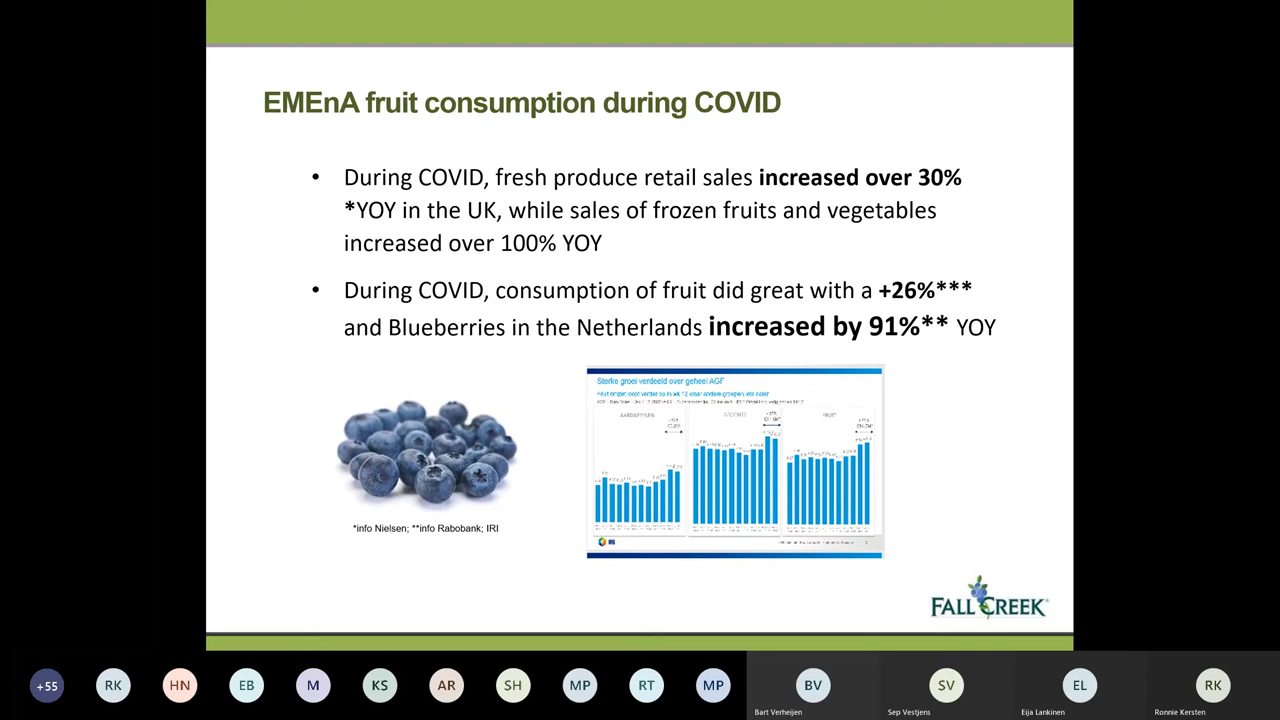 EMEnA fruit consumption during COVID
• During COVID, fresh produce retail sales increased over 30%
*YOY in the UK, while sales of frozen fruits and vegetables
increased over 100% YOY
• During COVID, consumption of fruit did great with a +26%***
and Blueberries in the Netherlands increased by 91%** YOY
Sterke groei verdeeld over geheel AGF
AARDAPPELEN
GROENTE
FRUIT
*info Nielsen; **info Rabobank; IRI
FALL CREEK®
+55
RK
HN
EB
M
KS
AR
SH
MP
RT
MP
BV
Bart Verheijen
SV
Sep Vestjens
EL
Eija Lankinen
RK
Ronnie Kersten